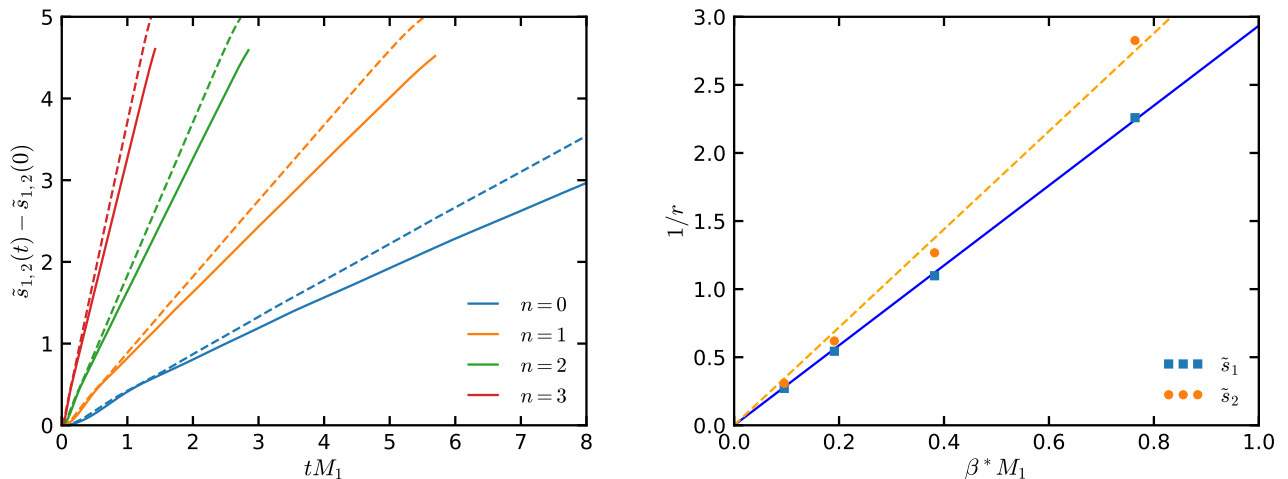 5
4
3
2
1
0
0 1 2 3 4 5 6 7 8
s̃₁,₂(t) − s̃₁,₂(0)
tM₁
n = 0
n = 1
n = 2
n = 3
3.0
2.5
2.0
1.5
1.0
0.5
0.0
0.0 0.2 0.4 0.6 0.8 1.0
1/r
β*M₁
s̃₁
s̃₂